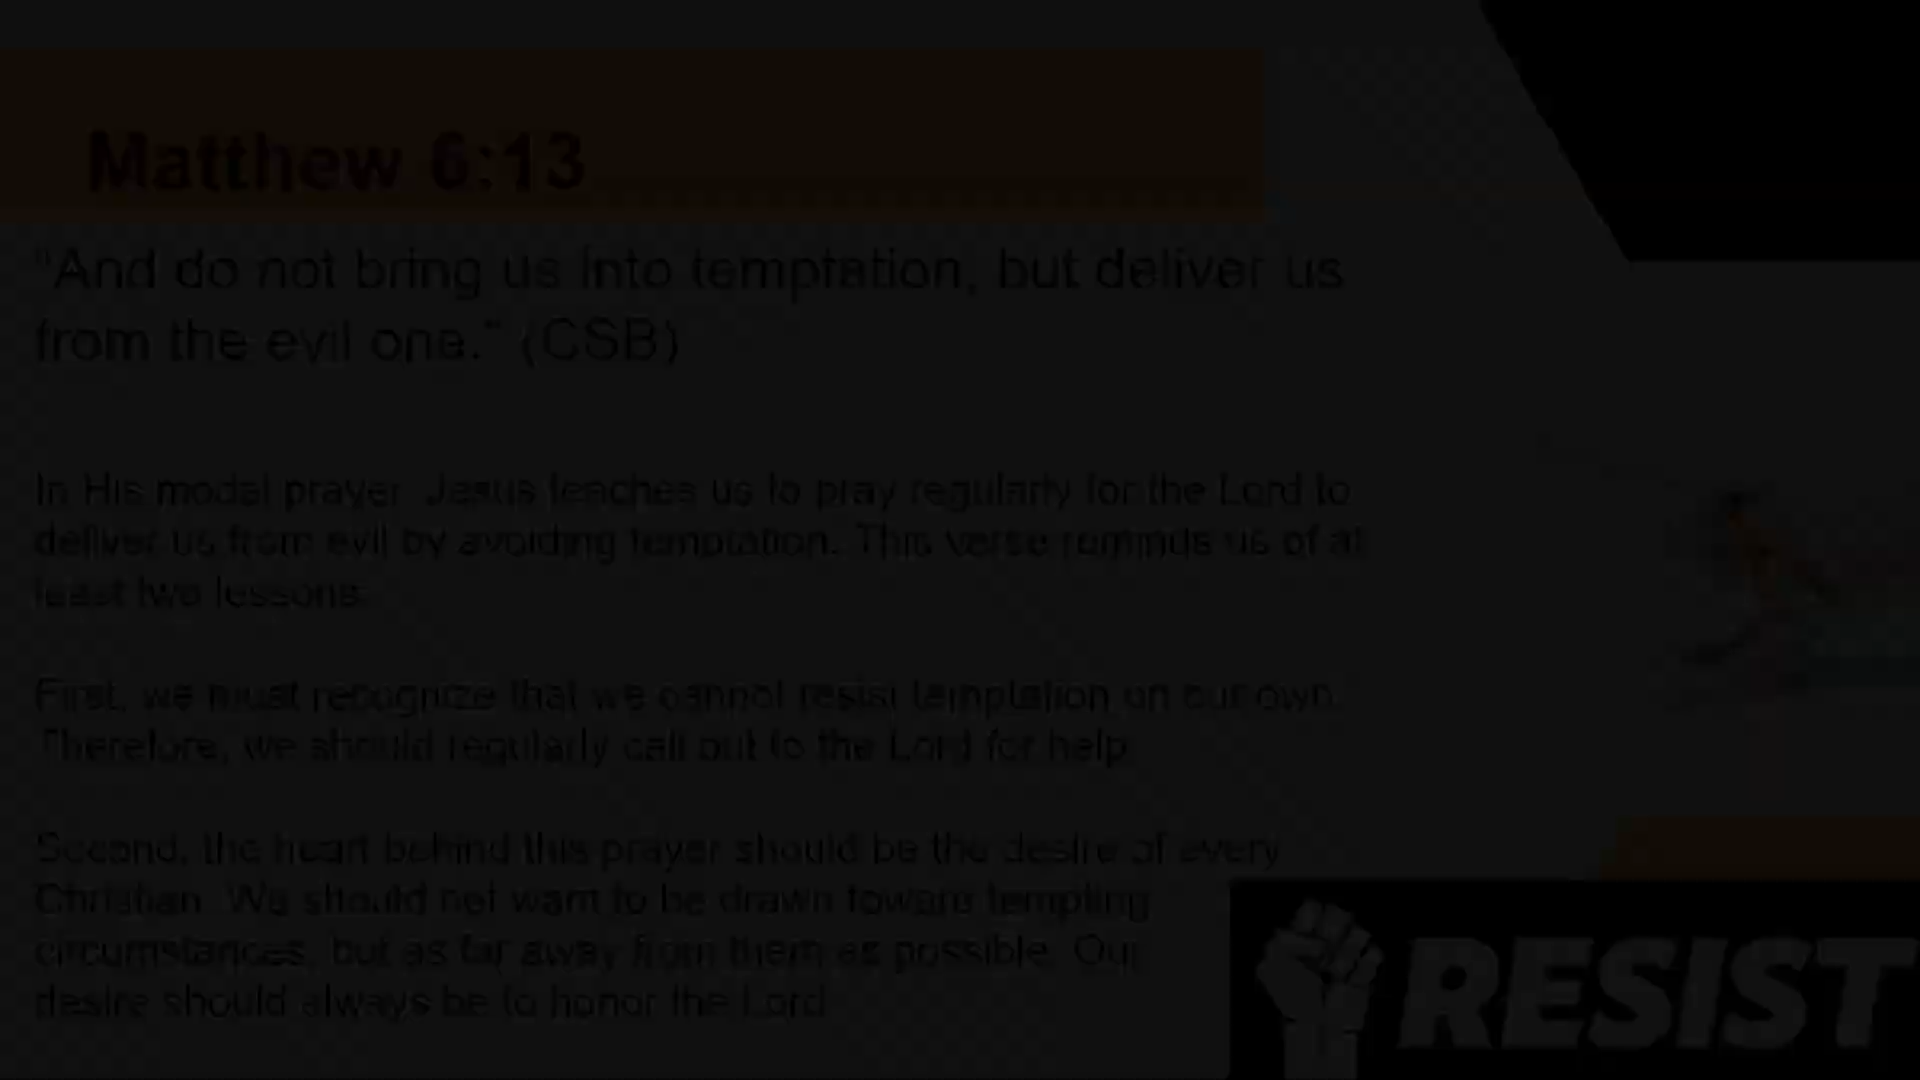 Matthew 6:13
"And do not bring us into temptation, but deliver us
from the evil one." (CSB)
In His model prayer, Jesus teaches us to pray regularly for the Lord to
deliver us from evil by avoiding temptation. This verse reminds us of at
least two lessons.
First, we must recognize that we cannot resist temptation on our own.
Therefore, we should regularly call out to the Lord for help.
Second, the heart behind this prayer should be the desire of every
Christian. We should not want to be drawn toward tempting
circumstances, but as far away from them as possible. Our
desire should always be to honor the Lord.
RESIST